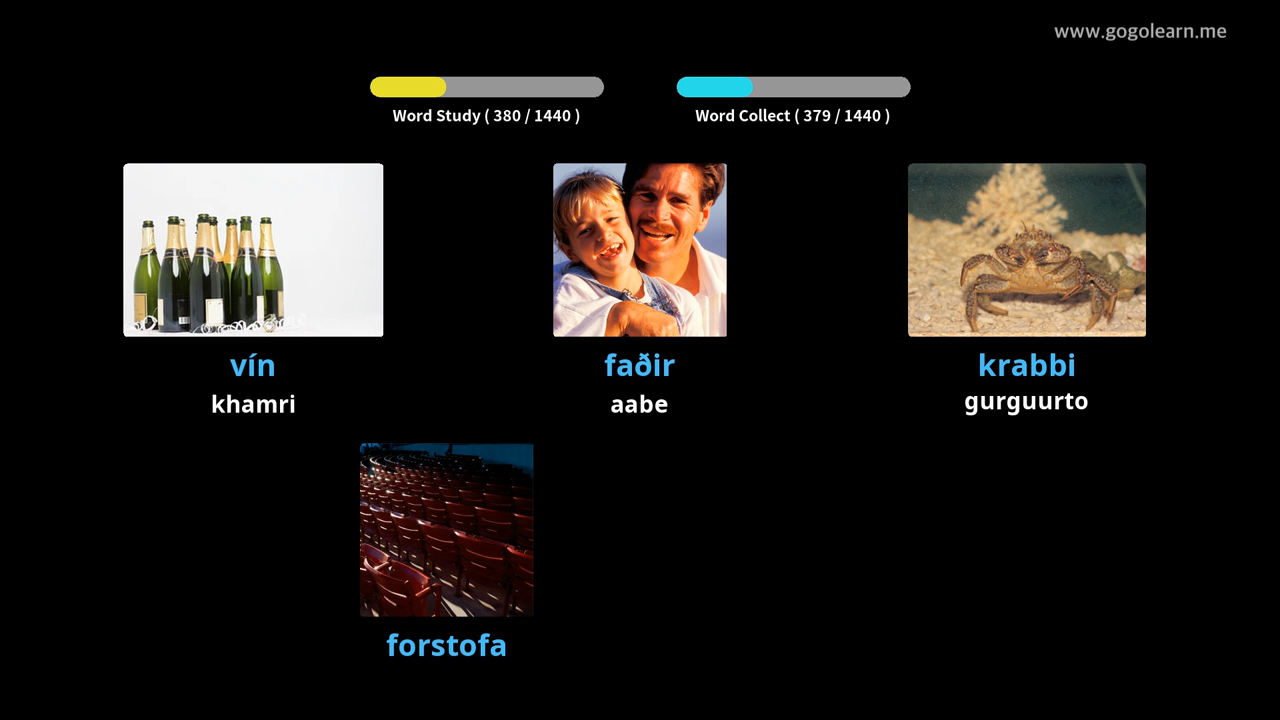 www.gogolearn.me
Word Study ( 380 / 1440 )
Word Collect ( 379 / 1440 )
vín
khamri
faðir
aabe
krabbi
gurguurto
forstofa